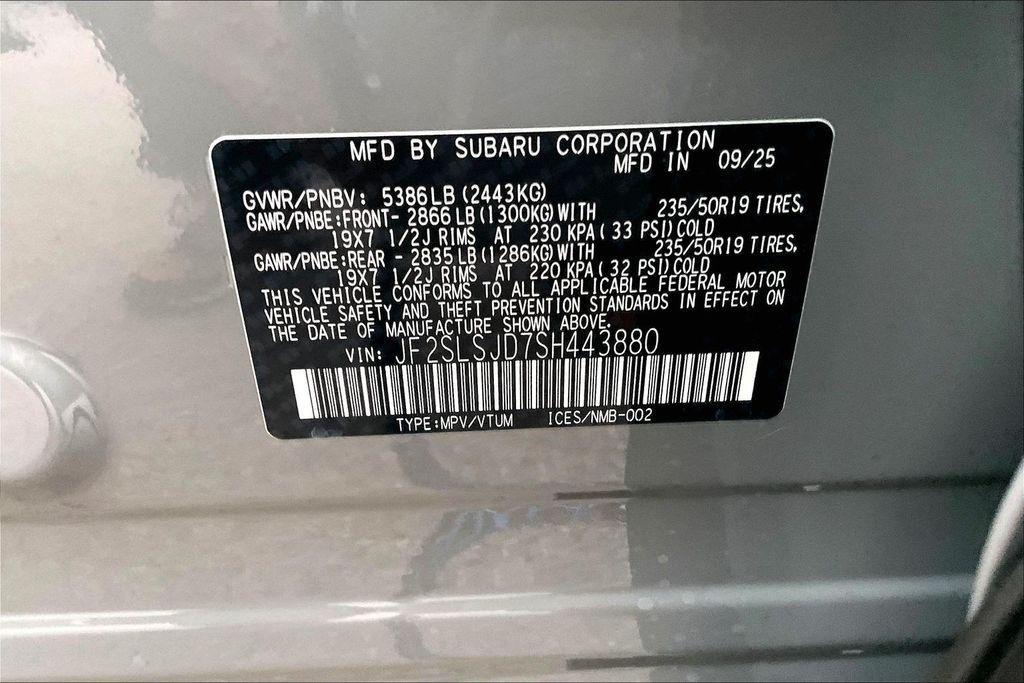 MFD BY SUBARU CORPORATION
MFD IN 09/25
GVWR/PNBV: 5386LB(2443KG)
GAWR/PNBE:FRONT- 2866LB(1300KG)WITH 235/50R19 TIRES,
19X7 1/2J RIMS AT 230 KPA( 33 PSI)COLD
GAWR/PNBE:REAR - 2835LB(1286KG)WITH 235/50R19 TIRES,
19X7 1/2J RIMS AT 220 KPA( 32 PSI)COLD
THIS VEHICLE CONFORMS TO ALL APPLICABLE FEDERAL MOTOR
VEHICLE SAFETY AND THEFT PREVENTION STANDARDS IN EFFECT ON
THE DATE OF MANUFACTURE SHOWN ABOVE.
VIN: JF2SLSJD7SH443880
TYPE:MPV/VTUM ICES/NMB-002